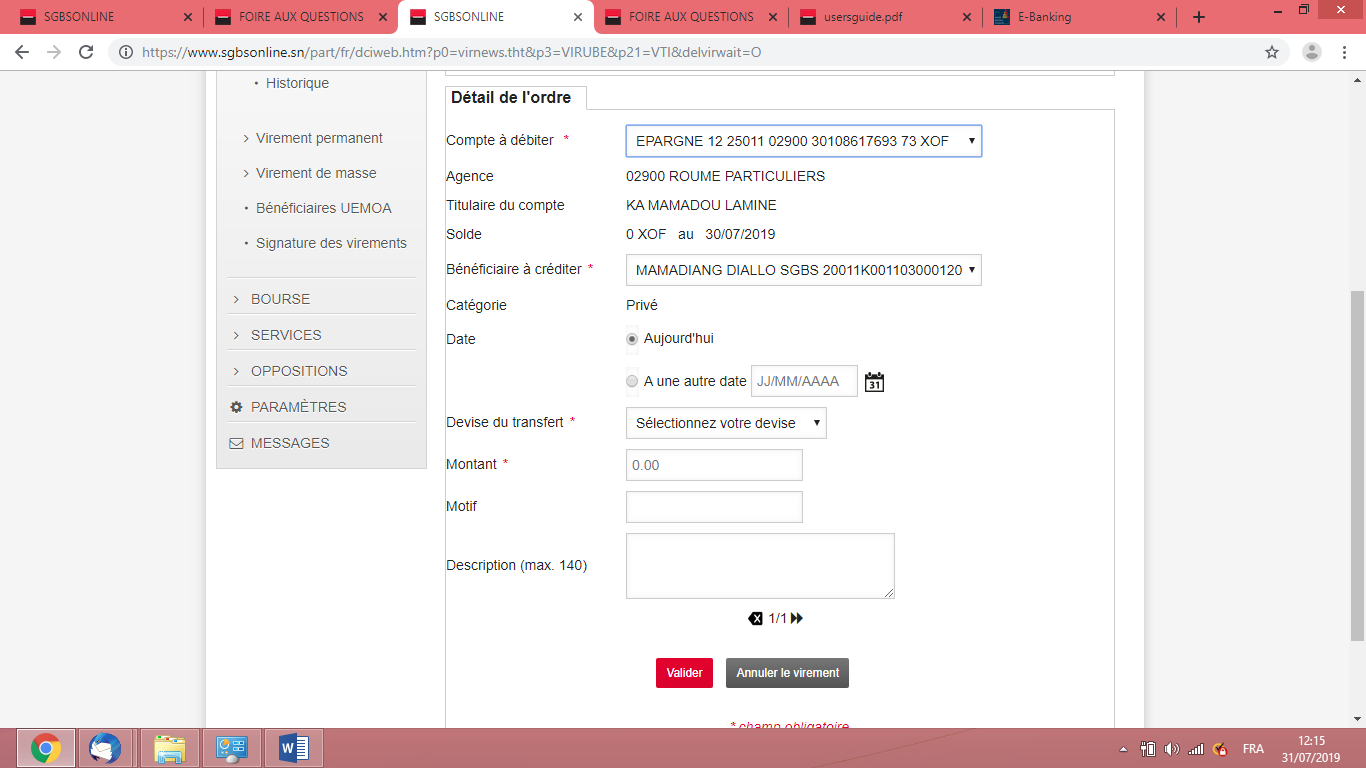 SGBSONLINE
FOIRE AUX QUESTIONS
SGBSONLINE
FOIRE AUX QUESTIONS
usersguide.pdf
E-Banking
https://www.sgbsonline.sn/part/fr/dciweb.htm?p0=virnews.tht&p3=VIRUBE&p21=VTI&delvirwait=O
Historique
Virement permanent
Virement de masse
Bénéficiaires UEMOA
Signature des virements
BOURSE
SERVICES
OPPOSITIONS
PARAMÈTRES
MESSAGES
Détail de l'ordre
Compte à débiter * EPARGNE 12 25011 02900 30108617693 73 XOF
Agence 02900 ROUME PARTICULIERS
Titulaire du compte KA MAMADOU LAMINE
Solde 0 XOF au 30/07/2019
Bénéficiaire à créditer * MAMADIANG DIALLO SGBS 20011K001103000120
Catégorie Privé
Date Aujourd'hui
A une autre date JJ/MM/AAAA 31
Devise du transfert * Sélectionnez votre devise
Montant * 0.00
Motif
Description (max. 140)
1/1
Valider Annuler le virement
* champ obligatoire
FRA
12:15
31/07/2019